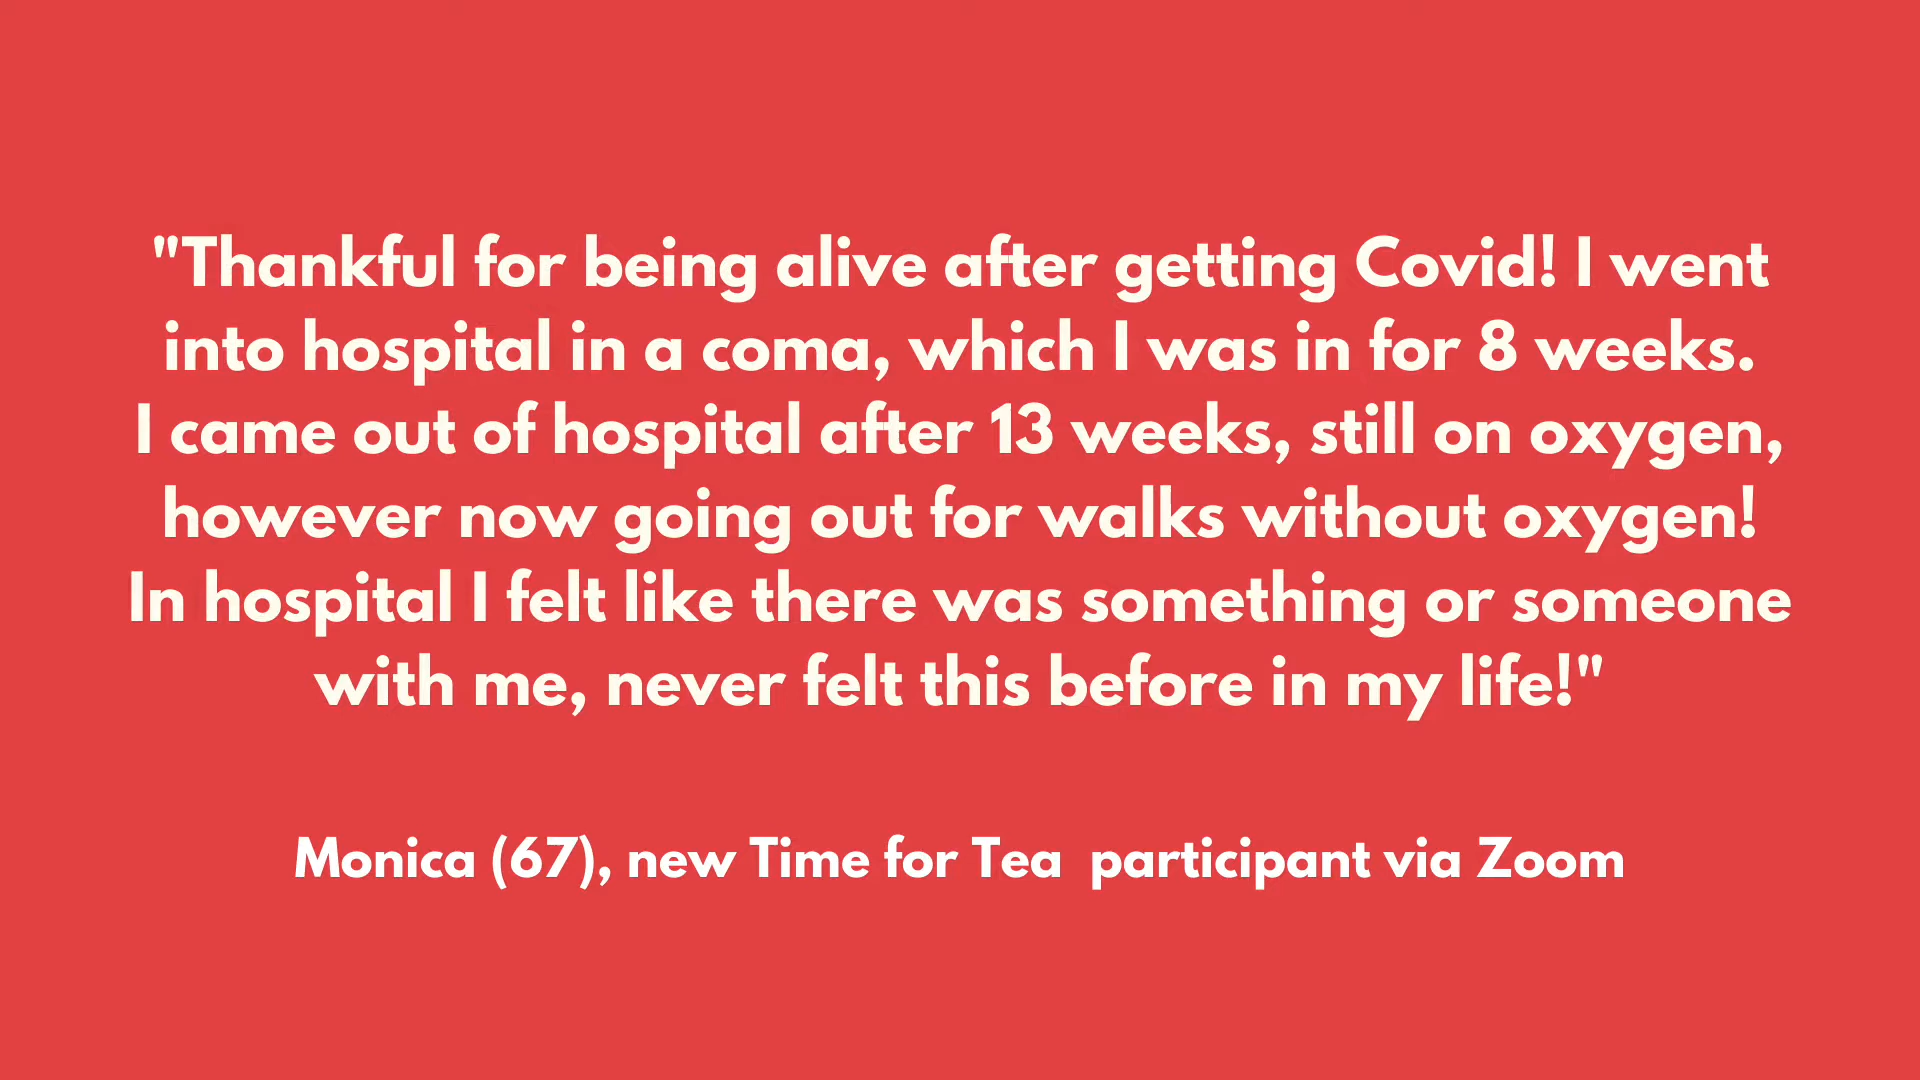 "Thankful for being alive after getting Covid! I went
into hospital in a coma, which I was in for 8 weeks.
I came out of hospital after 13 weeks, still on oxygen,
however now going out for walks without oxygen!
In hospital I felt like there was something or someone
with me, never felt this before in my life!"
Monica (67), new Time for Tea  participant via Zoom